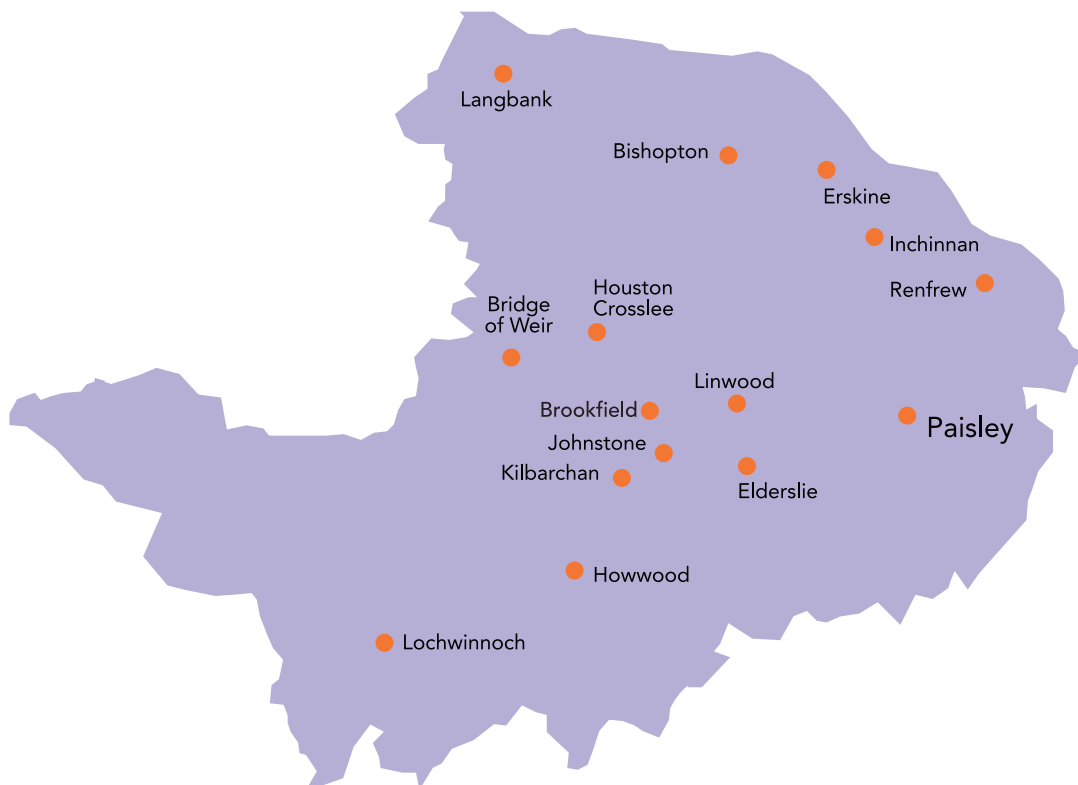 Langbank
Bishopton
Erskine
Inchinnan
Renfrew
Houston
Crosslee
Bridge
of Weir
Linwood
Brookfield
Paisley
Johnstone
Kilbarchan
Elderslie
Howwood
Lochwinnoch